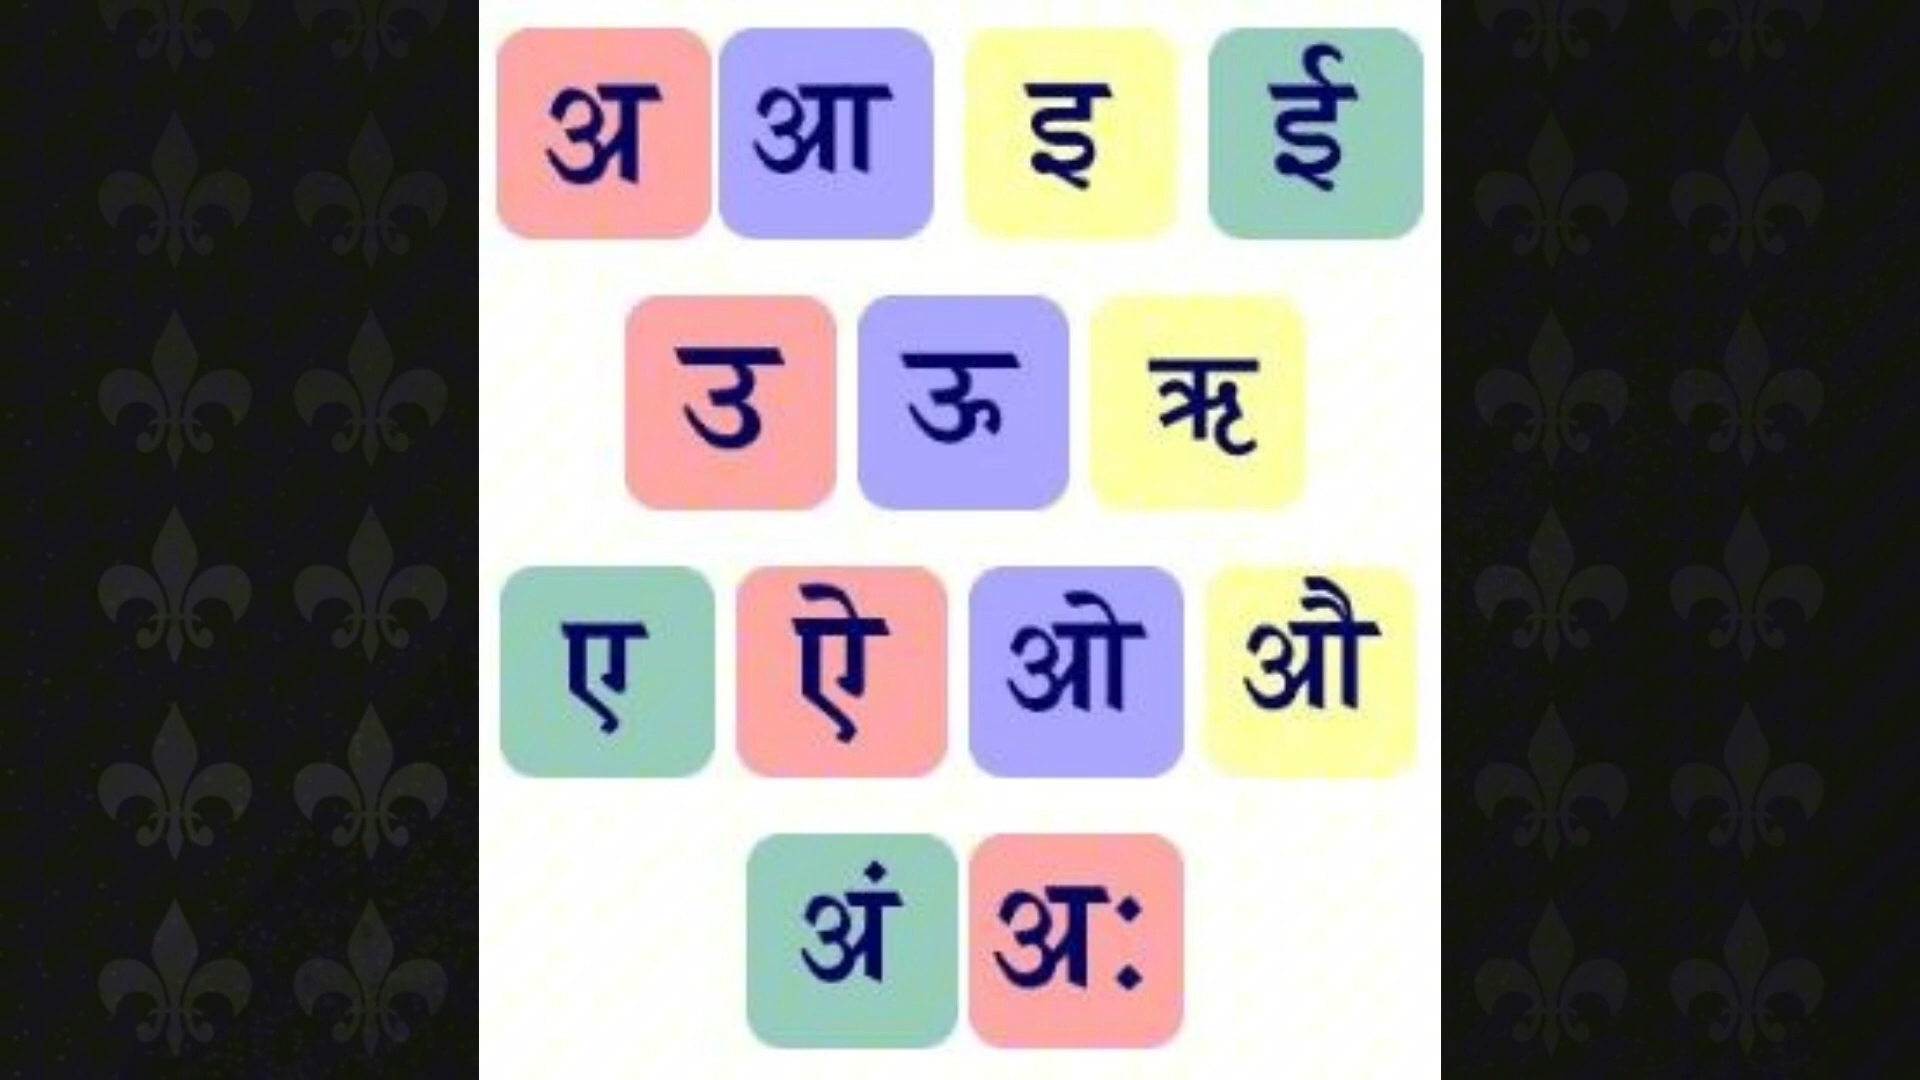 अ आ इ ई
उ ऊ ऋ
ए ऐ ओ औ
अं अः